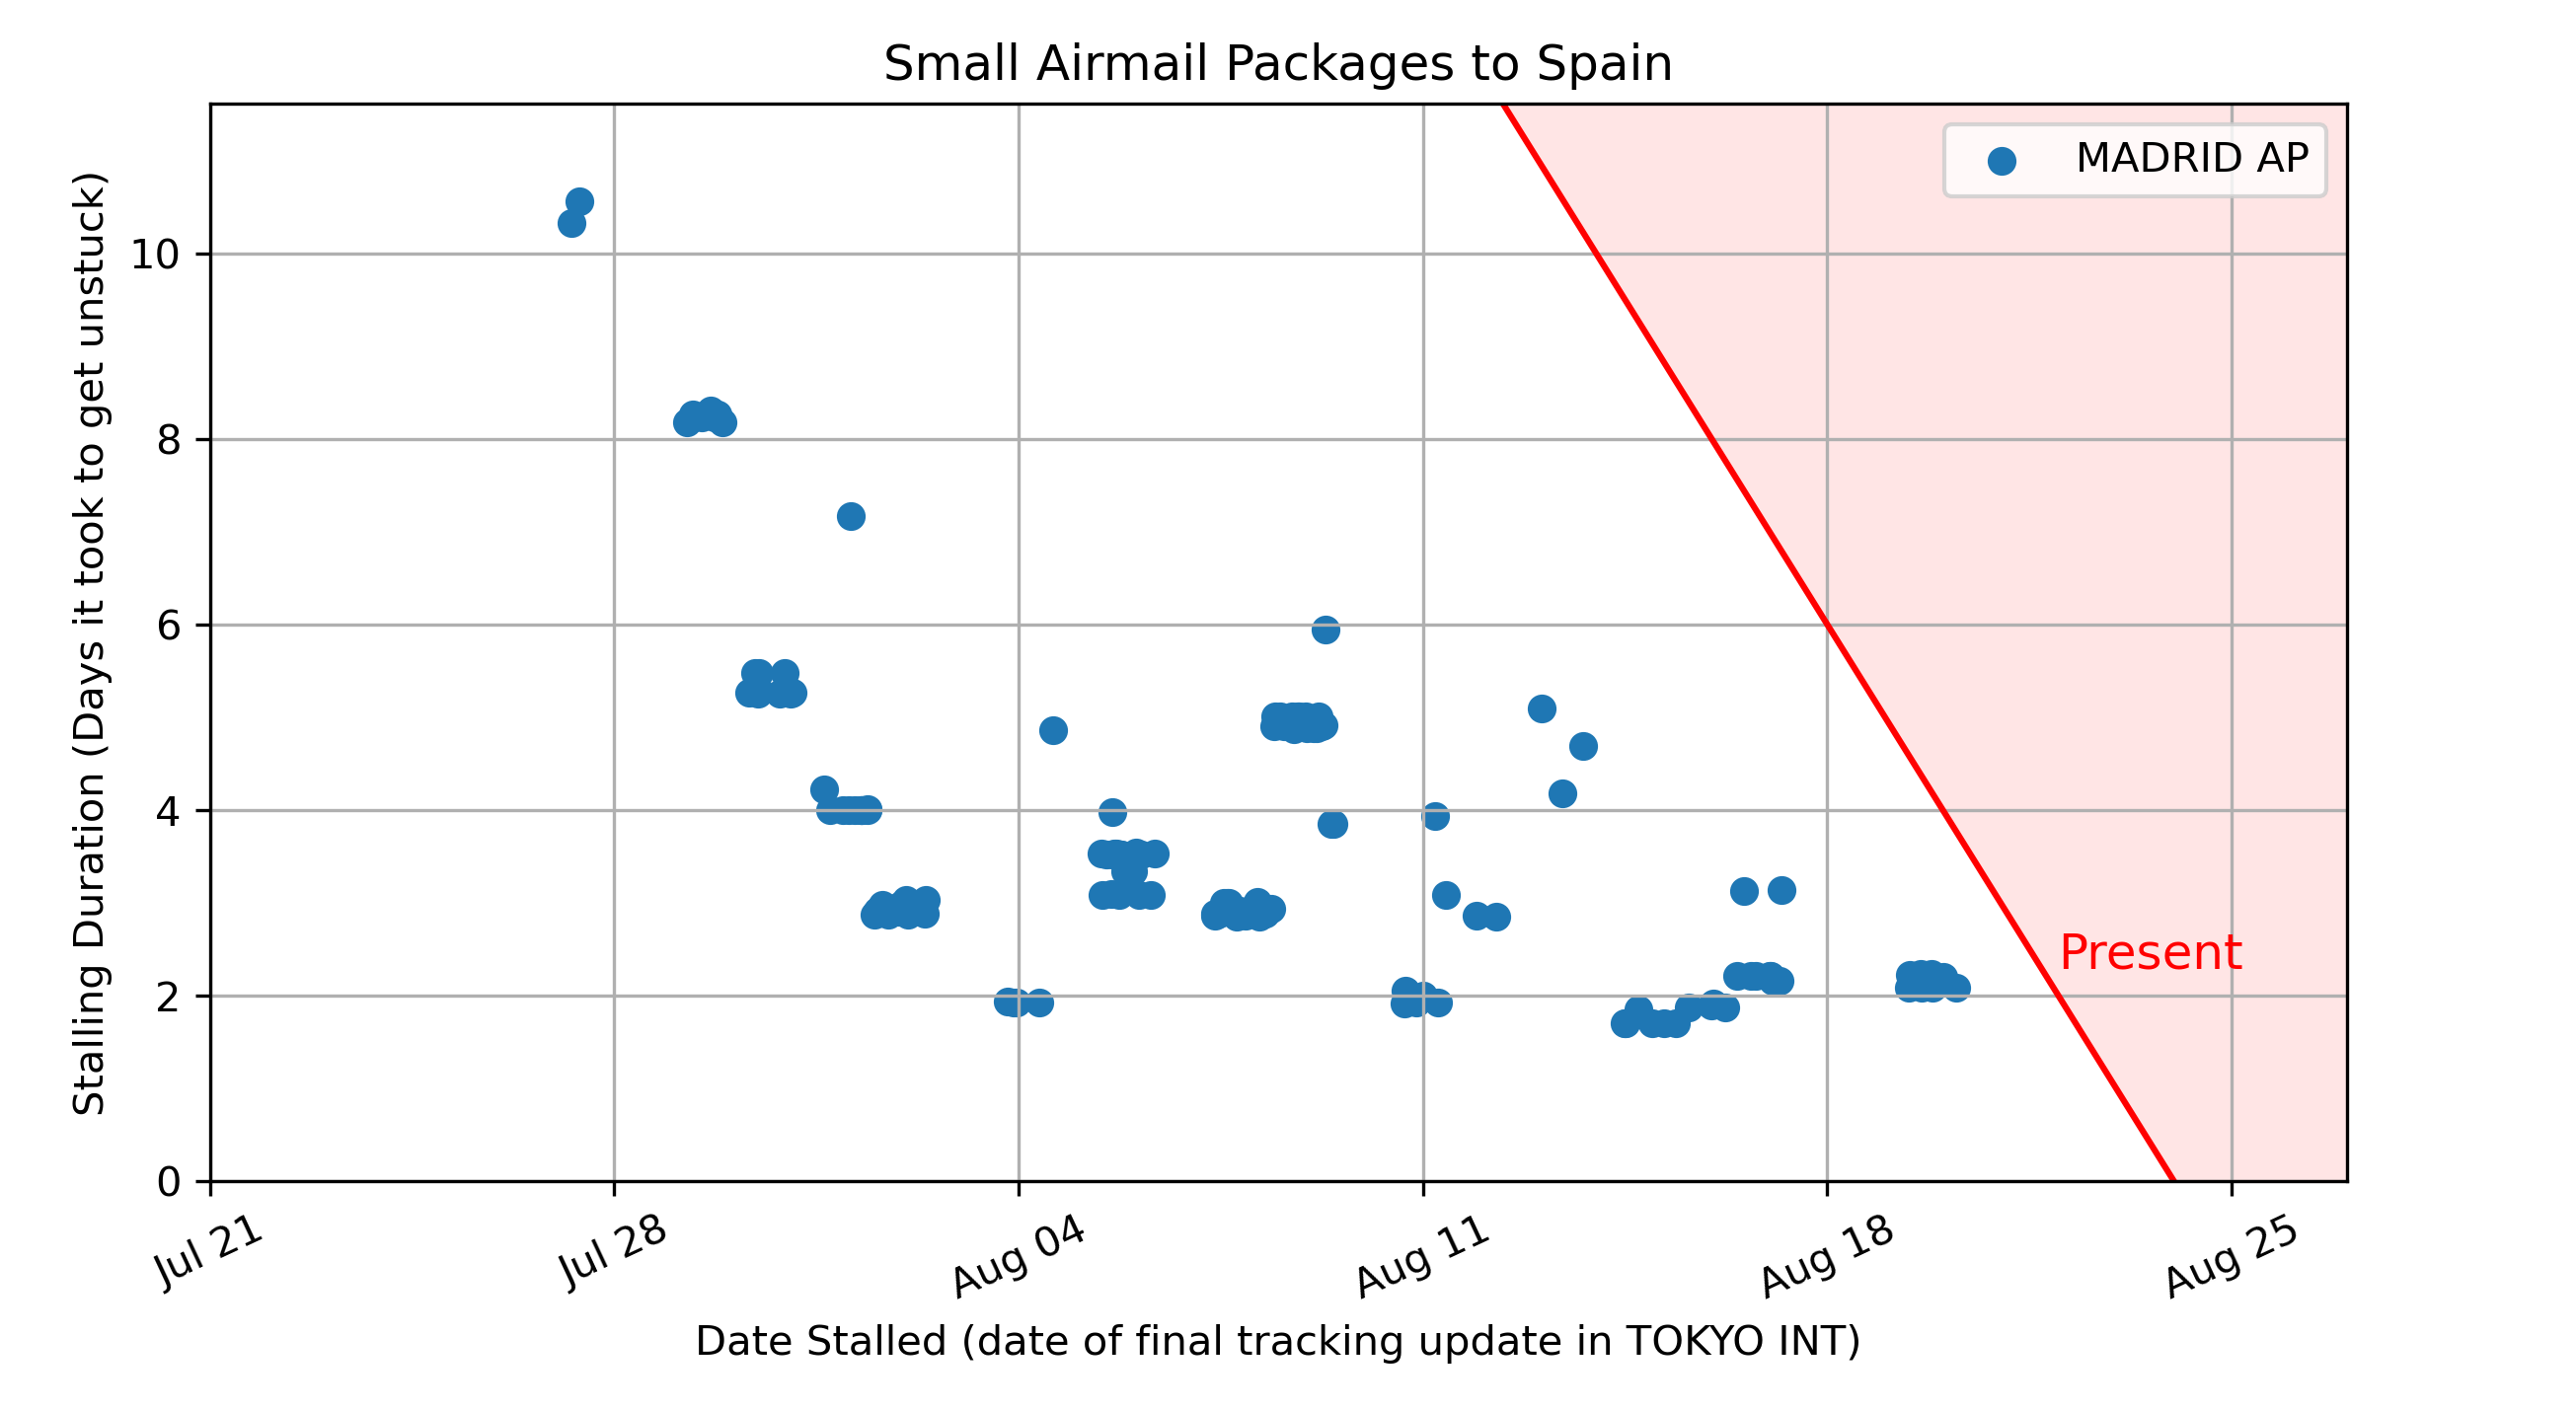 Small Airmail Packages to Spain
MADRID AP
Stalling Duration (Days it took to get unstuck)
10
8
6
4
2
0
Present
Jul 21
Jul 28
Aug 04
Aug 11
Aug 18
Aug 25
Date Stalled (date of final tracking update in TOKYO INT)